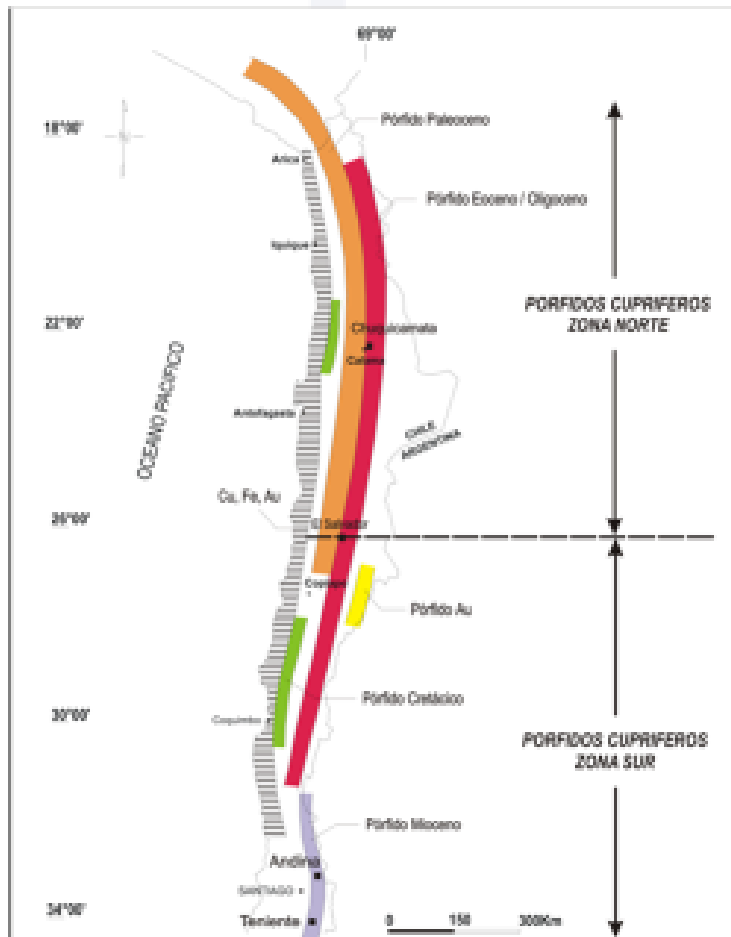 69°00'
18°00'
Pórfido Paleoceno
Arica
Pórfido Eoceno / Oligoceno
Iquique
PORFIDOS CUPRIFEROS
ZONA NORTE
22°00'
Chuquicamata
Calama
OCEANO PACIFICO
Antofagasta
CHILE
ARGENTINA
Cu, Fe, Au
26°00'
El Salvador
Copiapo
Pórfido Au
Pórfido Cretácico
30°00'
Coquimbo
PORFIDOS CUPRIFEROS
ZONA SUR
Pórfido Mioceno
Andina
SANTIAGO
34°00'
Teniente
0 150 300Km